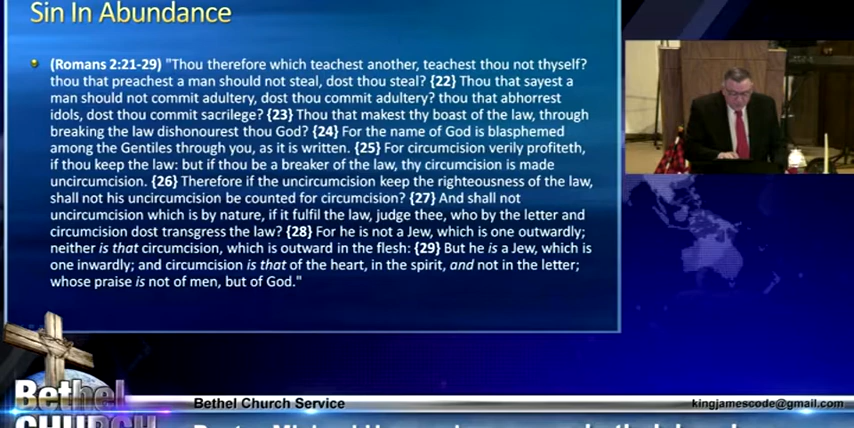 Sin In Abundance
(Romans 2:21-29) "Thou therefore which teachest another, teachest thou not thyself?
thou that preachest a man should not steal, dost thou steal? {22} Thou that sayest a
man should not commit adultery, dost thou commit adultery? thou that abhorrest
idols, dost thou commit sacrilege? {23} Thou that makest thy boast of the law, through
breaking the law dishonourest thou God? {24} For the name of God is blasphemed
among the Gentiles through you, as it is written. {25} For circumcision verily profiteth,
if thou keep the law: but if thou be a breaker of the law, thy circumcision is made
uncircumcision. {26} Therefore if the uncircumcision keep the righteousness of the law,
shall not his uncircumcision be counted for circumcision? {27} And shall not
uncircumcision which is by nature, if it fulfil the law, judge thee, who by the letter and
circumcision dost transgress the law? {28} For he is not a Jew, which is one outwardly;
neither is that circumcision, which is outward in the flesh: {29} But he is a Jew, which is
one inwardly; and circumcision is that of the heart, in the spirit, and not in the letter;
whose praise is not of men, but of God."
Bethel
CHURCH
Bethel Church Service
kingjamescode@gmail.com